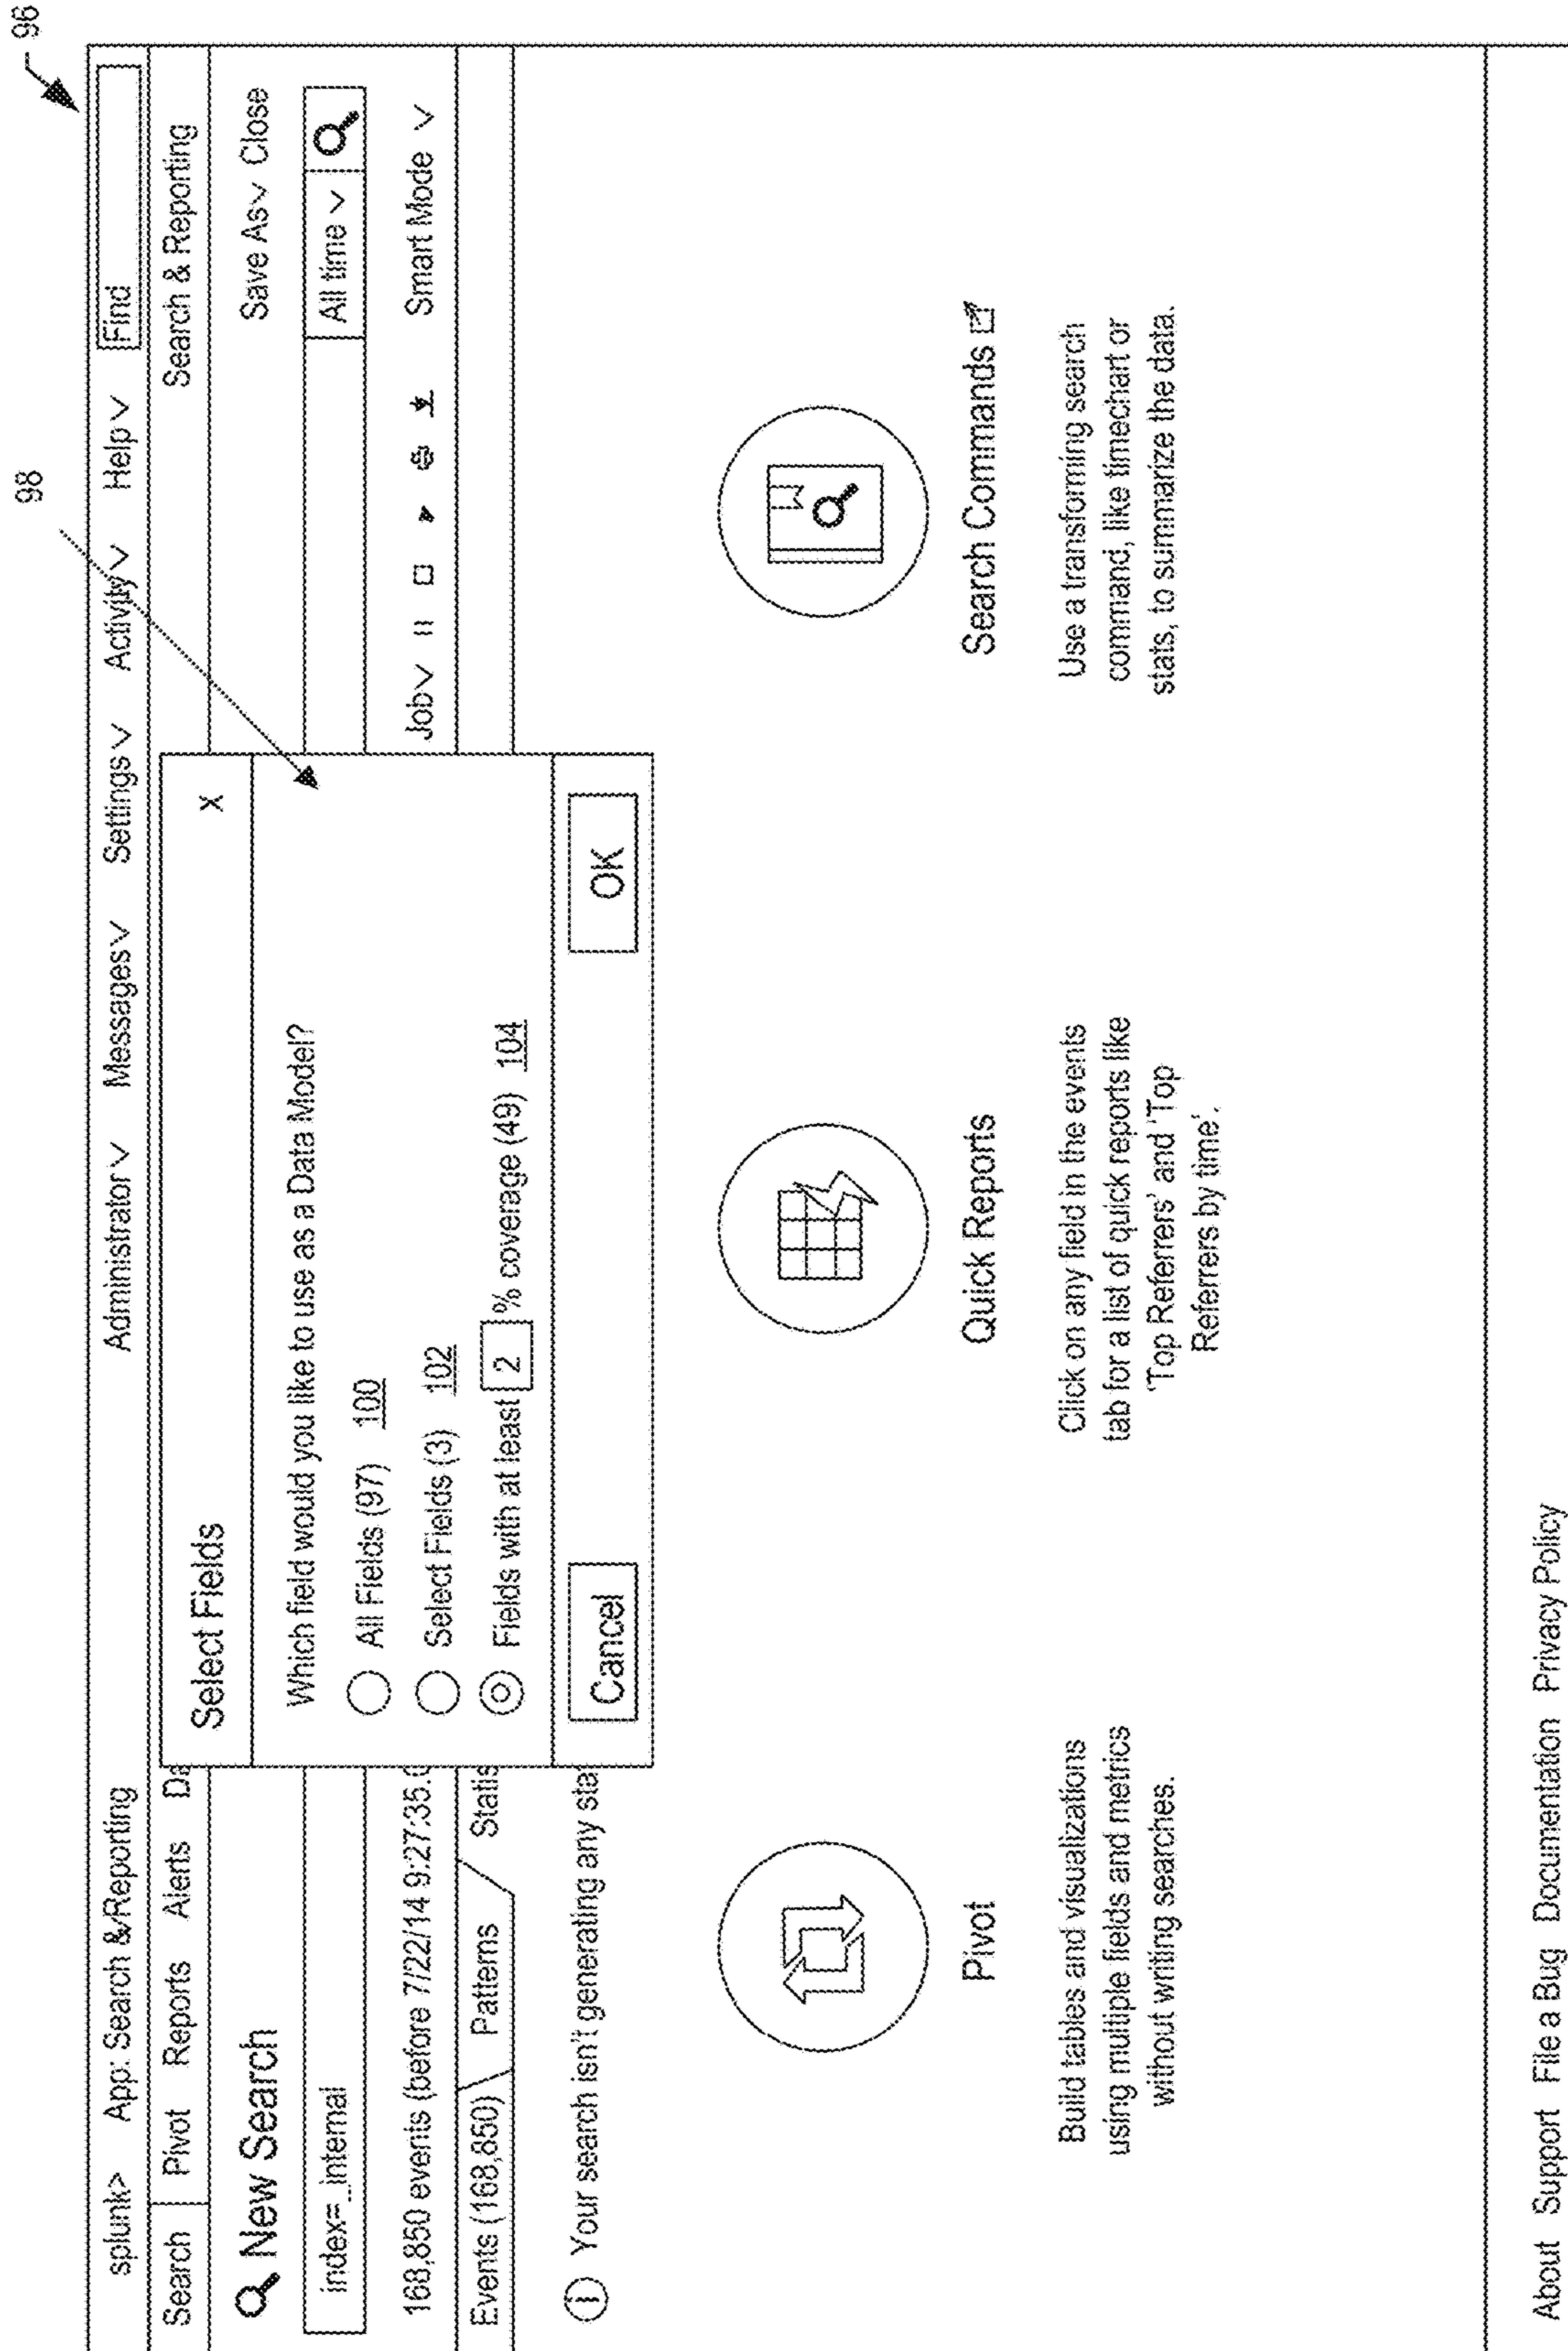 96
98
splunk> App: Search &Reporting Administrator Messages Settings Activity Help Find
Search Pivot Reports Alerts Da Search & Reporting
New Search Save As Close
index=_internal All time
168,850 events (before 7/22/14 9:27:35.0 Job Smart Mode
Events (168,850) Patterns Statis
Your search isn't generating any stat
Select Fields X
Which field would you like to use as a Data Model?
All Fields (97) 100
Select Fields (3) 102
Fields with at least 2 % coverage (49) 104
Cancel OK
Pivot
Build tables and visualizations
using multiple fields and metrics
without writing searches.
Quick Reports
Click on any field in the events
tab for a list of quick reports like
'Top Referrers' and 'Top
Referrers by time'.
Search Commands
Use a transforming search
command, like timechart or
stats, to summarize the data.
About Support File a Bug Documentation Privacy Policy